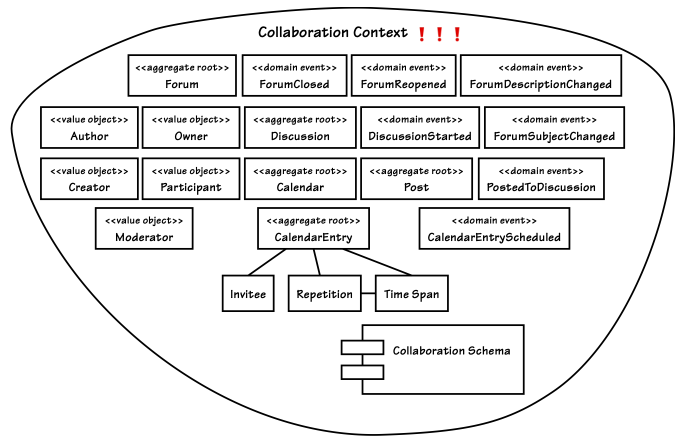 Collaboration Context !!!
<<aggregate root>>
Forum
<<domain event>>
ForumClosed
<<domain event>>
ForumReopened
<<domain event>>
ForumDescriptionChanged
<<value object>>
Author
<<value object>>
Owner
<<aggregate root>>
Discussion
<<domain event>>
DiscussionStarted
<<domain event>>
ForumSubjectChanged
<<value object>>
Creator
<<value object>>
Participant
<<aggregate root>>
Calendar
<<aggregate root>>
Post
<<domain event>>
PostedToDiscussion
<<value object>>
Moderator
<<aggregate root>>
CalendarEntry
<<domain event>>
CalendarEntryScheduled
Invitee
Repetition
Time Span
Collaboration Schema